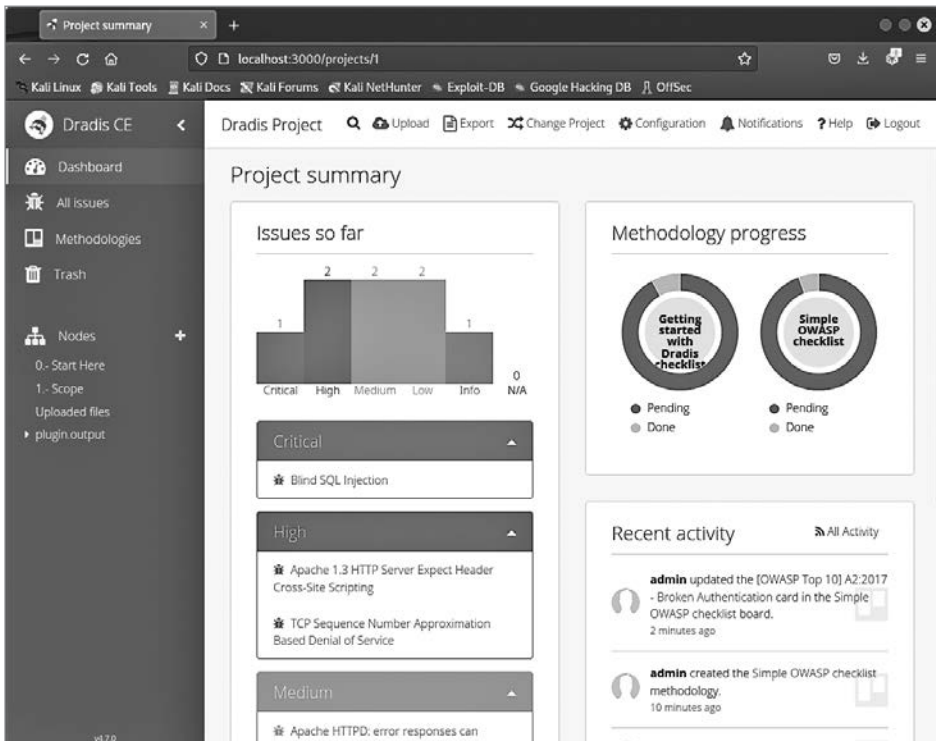 Project summary × +
localhost:3000/projects/1
Kali Linux Kali Tools Kali Docs Kali Forums Kali NetHunter Exploit-DB Google Hacking DB OffSec
Dradis CE
Dashboard
All issues
Methodologies
Trash
Nodes +
0.- Start Here
1.- Scope
Uploaded files
plugin.output
v4.7.0
Dradis Project Upload Export Change Project Configuration Notifications ? Help Logout
Project summary
Issues so far
1 2 2 2 1 0
Critical High Medium Low Info N/A
Critical
Blind SQL Injection
High
Apache 1.3 HTTP Server Expect Header
Cross-Site Scripting
TCP Sequence Number Approximation
Based Denial of Service
Medium
Apache HTTPD: error responses can
Methodology progress
Getting
started
with
Dradis
checklist
Pending
Done
Simple
OWASP
checklist
Pending
Done
Recent activity All Activity
admin updated the [OWASP Top 10] A2:2017
- Broken Authentication card in the Simple
OWASP checklist board.
2 minutes ago
admin created the Simple OWASP checklist
methodology.
10 minutes ago